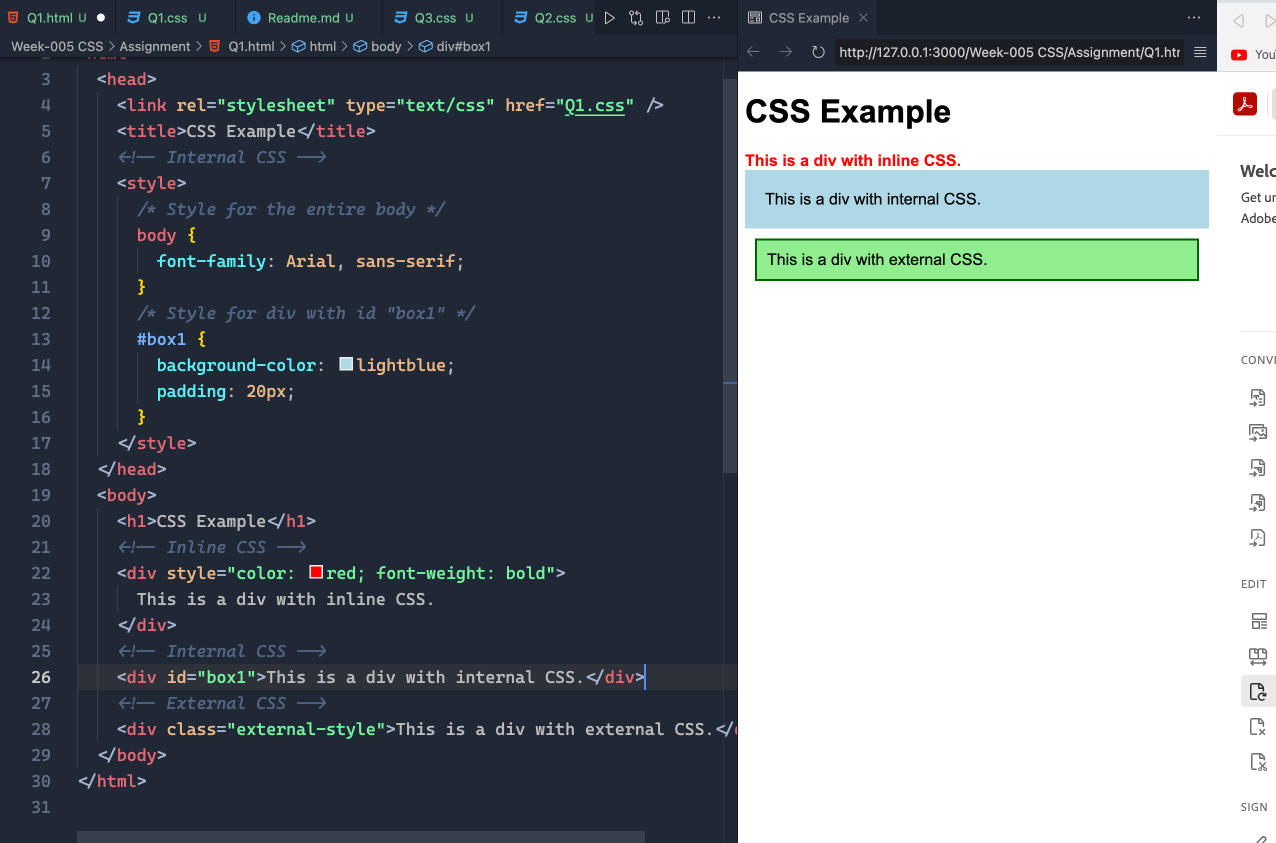 Q1.html U
Q1.css U
Readme.md U
Q3.css U
Q2.css U
Week-005 CSS > Assignment > Q1.html > html > body > div#box1
3 <head>
4 <link rel="stylesheet" type="text/css" href="Q1.css" />
5 <title>CSS Example</title>
6 <!-- Internal CSS -->
7 <style>
8 /* Style for the entire body */
9 body {
10 font-family: Arial, sans-serif;
11 }
12 /* Style for div with id "box1" */
13 #box1 {
14 background-color: lightblue;
15 padding: 20px;
16 }
17 </style>
18 </head>
19 <body>
20 <h1>CSS Example</h1>
21 <!-- Inline CSS -->
22 <div style="color: red; font-weight: bold">
23 This is a div with inline CSS.
24 </div>
25 <!-- Internal CSS -->
26 <div id="box1">This is a div with internal CSS.</div>
27 <!-- External CSS -->
28 <div class="external-style">This is a div with external CSS.</
29 </body>
30 </html>
31
CSS Example
http://127.0.0.1:3000/Week-005 CSS/Assignment/Q1.htr
CSS Example
This is a div with inline CSS.
This is a div with internal CSS.
This is a div with external CSS.
You
Welc
Get ur
Adobe
CONVE
EDIT
SIGN